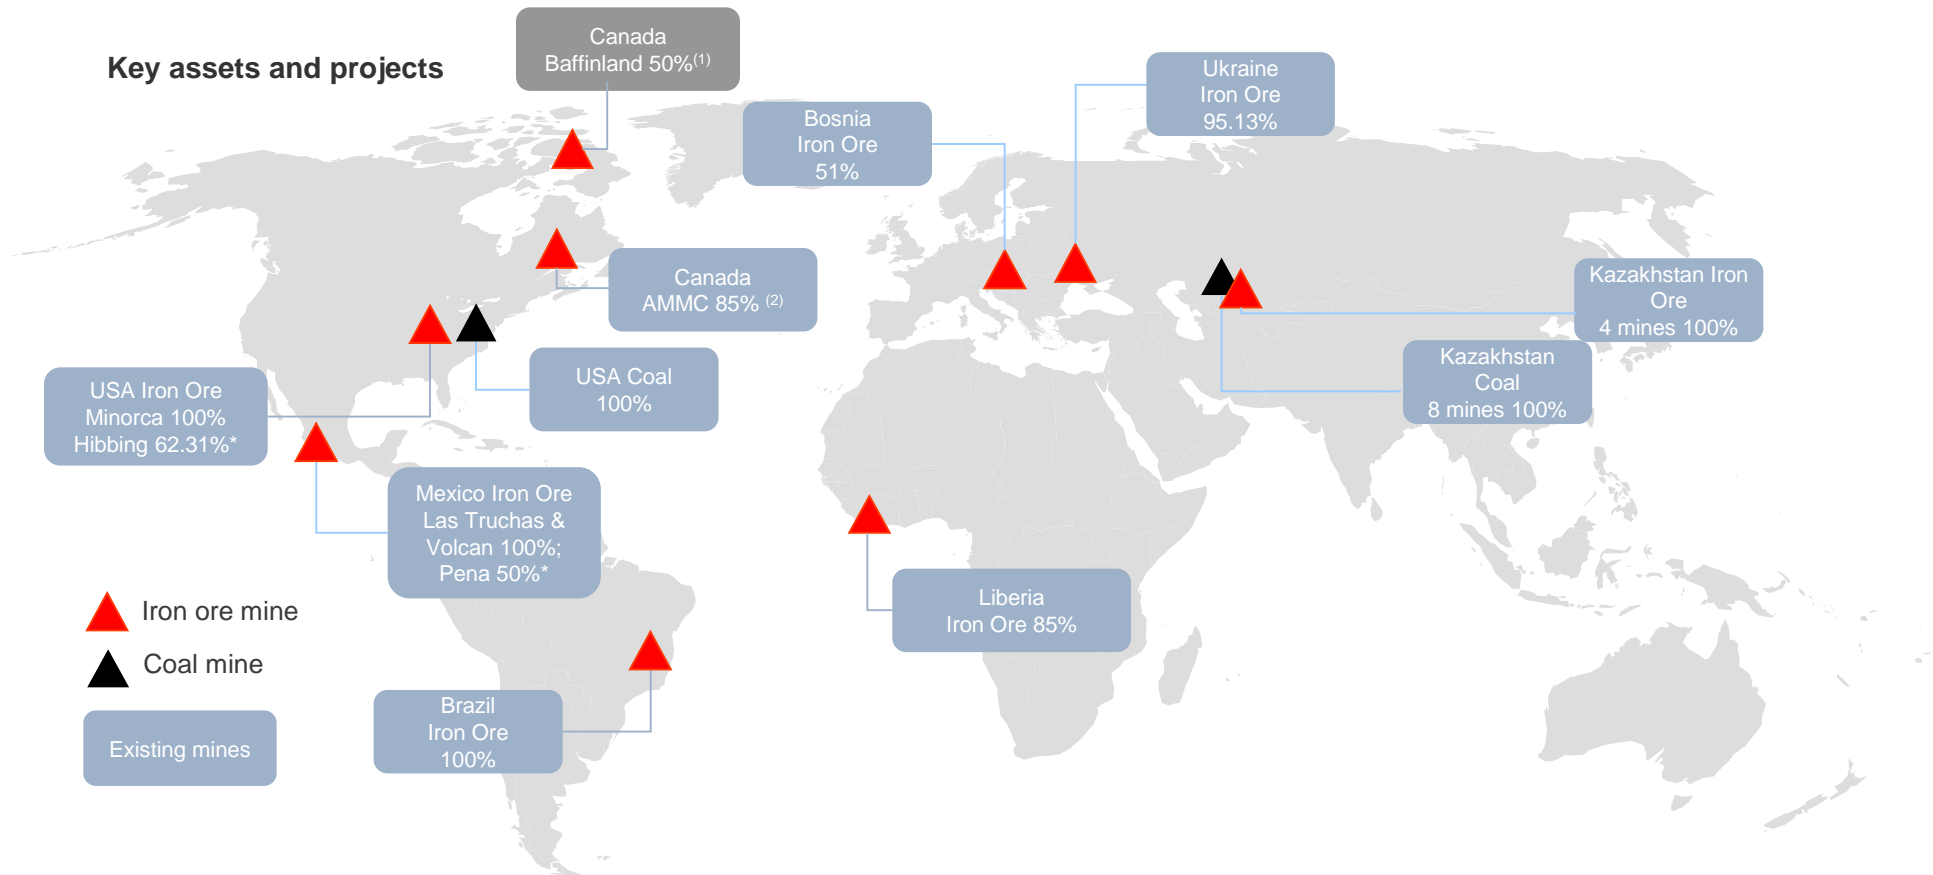 Key assets and projects
Canada
Baffinland 50%(1)
Ukraine
Iron Ore
95.13%
Bosnia
Iron Ore
51%
Canada
AMMC 85% (2)
Kazakhstan Iron
Ore
4 mines 100%
Kazakhstan
Coal
8 mines 100%
USA Coal
100%
USA Iron Ore
Minorca 100%
Hibbing 62.31%*
Mexico Iron Ore
Las Truchas &
Volcan 100%;
Pena 50%*
Liberia
Iron Ore 85%
Brazil
Iron Ore
100%
Iron ore mine
Coal mine
Existing mines